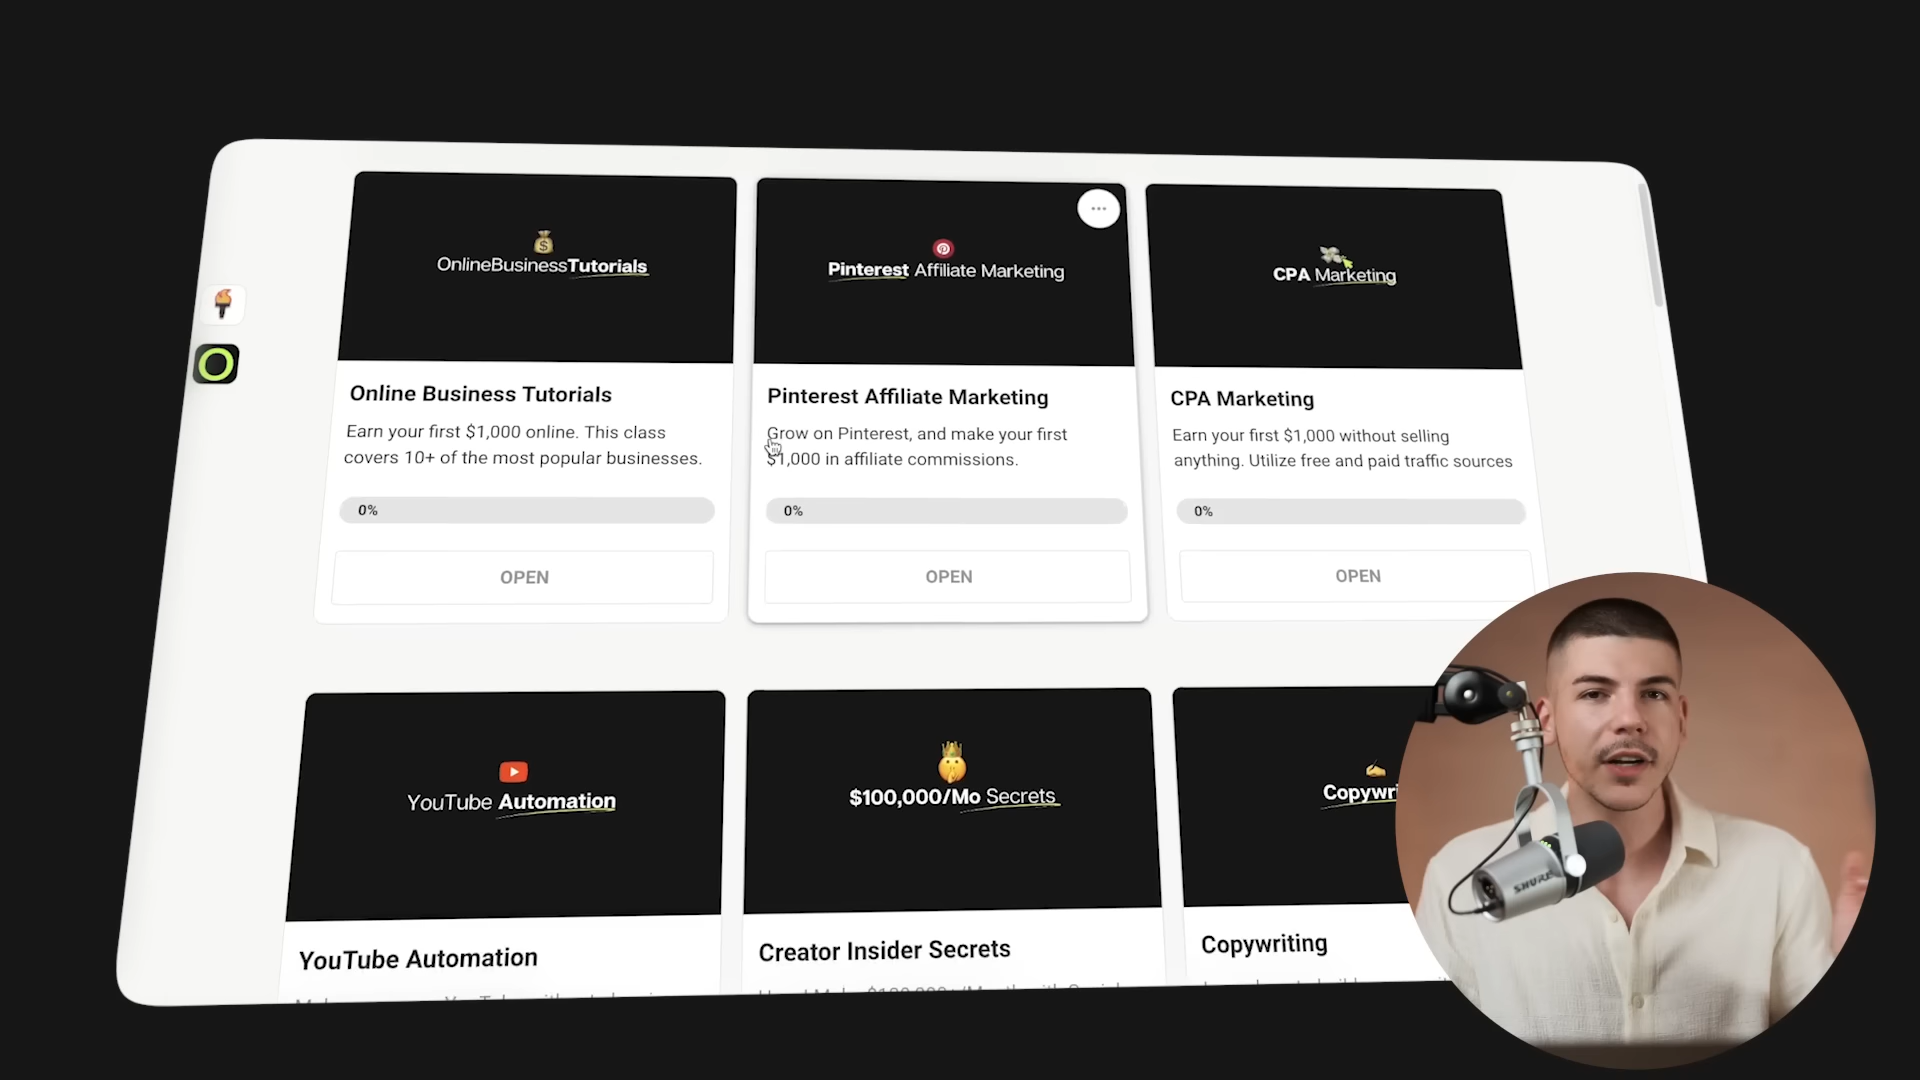 OnlineBusinessTutorials
Pinterest Affiliate Marketing
CPA Marketing
Online Business Tutorials
Earn your first $1,000 online. This class
covers 10+ of the most popular businesses.
0%
OPEN
Pinterest Affiliate Marketing
Grow on Pinterest, and make your first
$1,000 in affiliate commissions.
0%
OPEN
CPA Marketing
Earn your first $1,000 without selling
anything. Utilize free and paid traffic sources
0%
OPEN
YouTube Automation
$100,000/Mo Secrets
Copywri
YouTube Automation
Creator Insider Secrets
Copywriting
SHURE